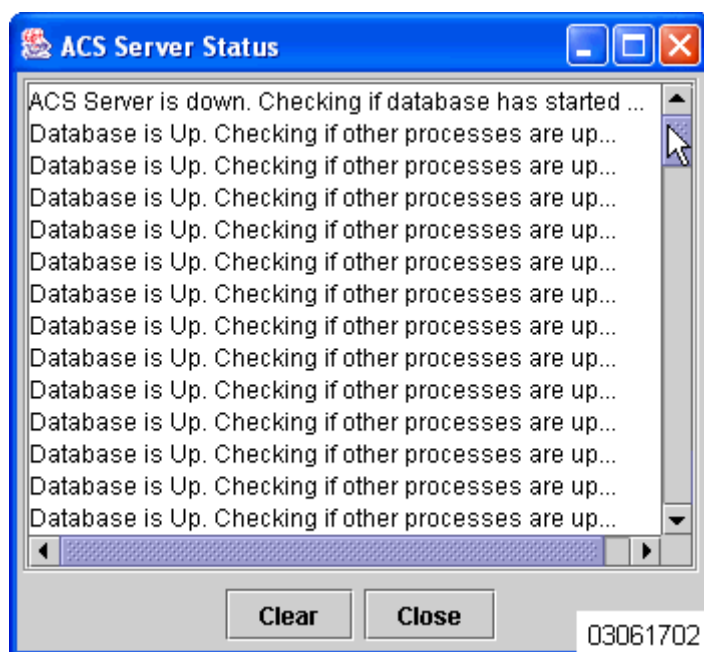 ACS Server Status
ACS Server is down. Checking if database has started ...
Database is Up. Checking if other processes are up...
Database is Up. Checking if other processes are up...
Database is Up. Checking if other processes are up...
Database is Up. Checking if other processes are up...
Database is Up. Checking if other processes are up...
Database is Up. Checking if other processes are up...
Database is Up. Checking if other processes are up...
Database is Up. Checking if other processes are up...
Database is Up. Checking if other processes are up...
Database is Up. Checking if other processes are up...
Database is Up. Checking if other processes are up...
Database is Up. Checking if other processes are up...
Database is Up. Checking if other processes are up...
Clear Close
03061702